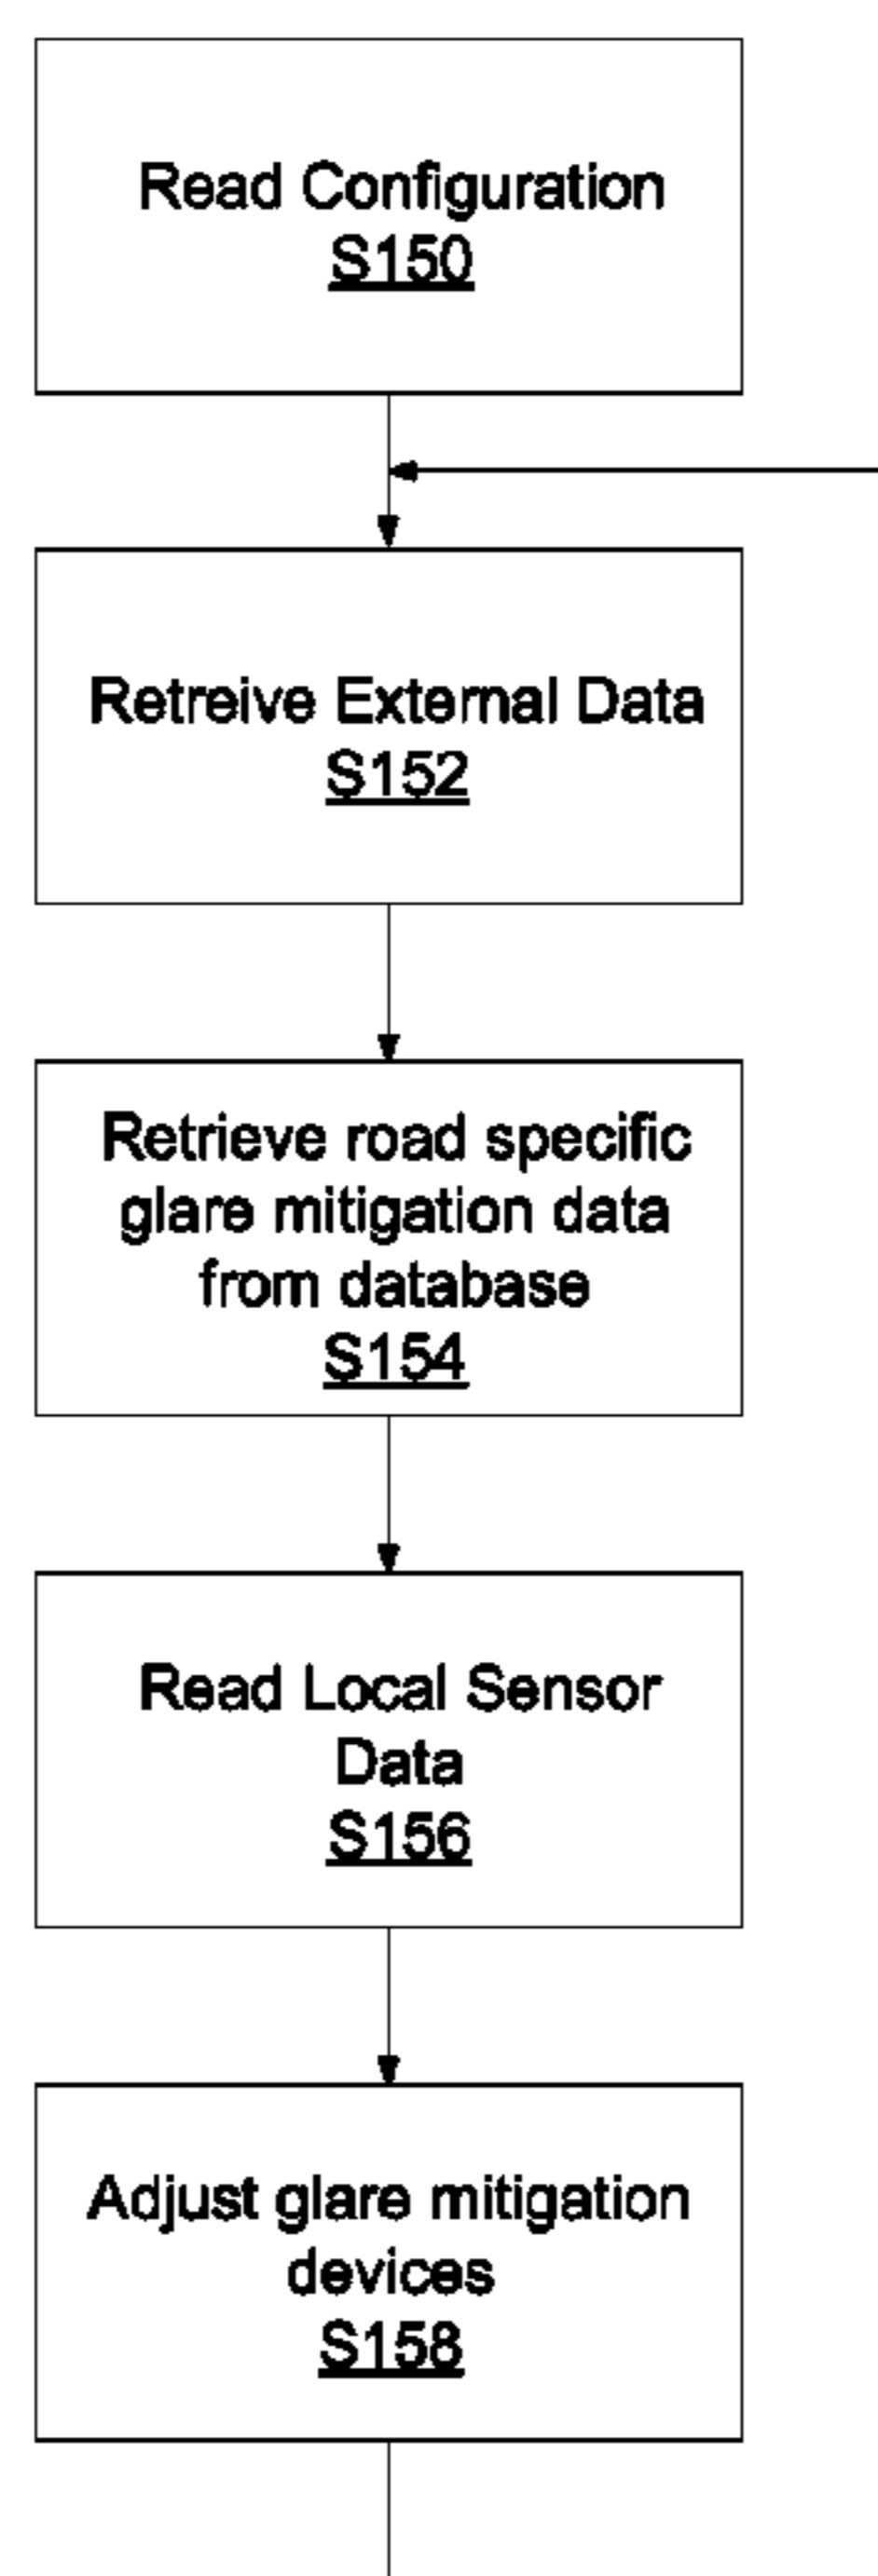 Read Configuration
S150
Retreive External Data
S152
Retrieve road specific
glare mitigation data
from database
S154
Read Local Sensor
Data
S156
Adjust glare mitigation
devices
S158